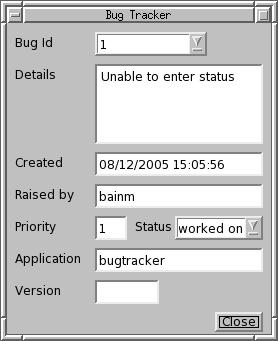 Bug Tracker
Bug Id 1
Details Unable to enter status
Created 08/12/2005 15:05:56
Raised by bainm
Priority 1 Status worked on
Application bugtracker
Version
Close